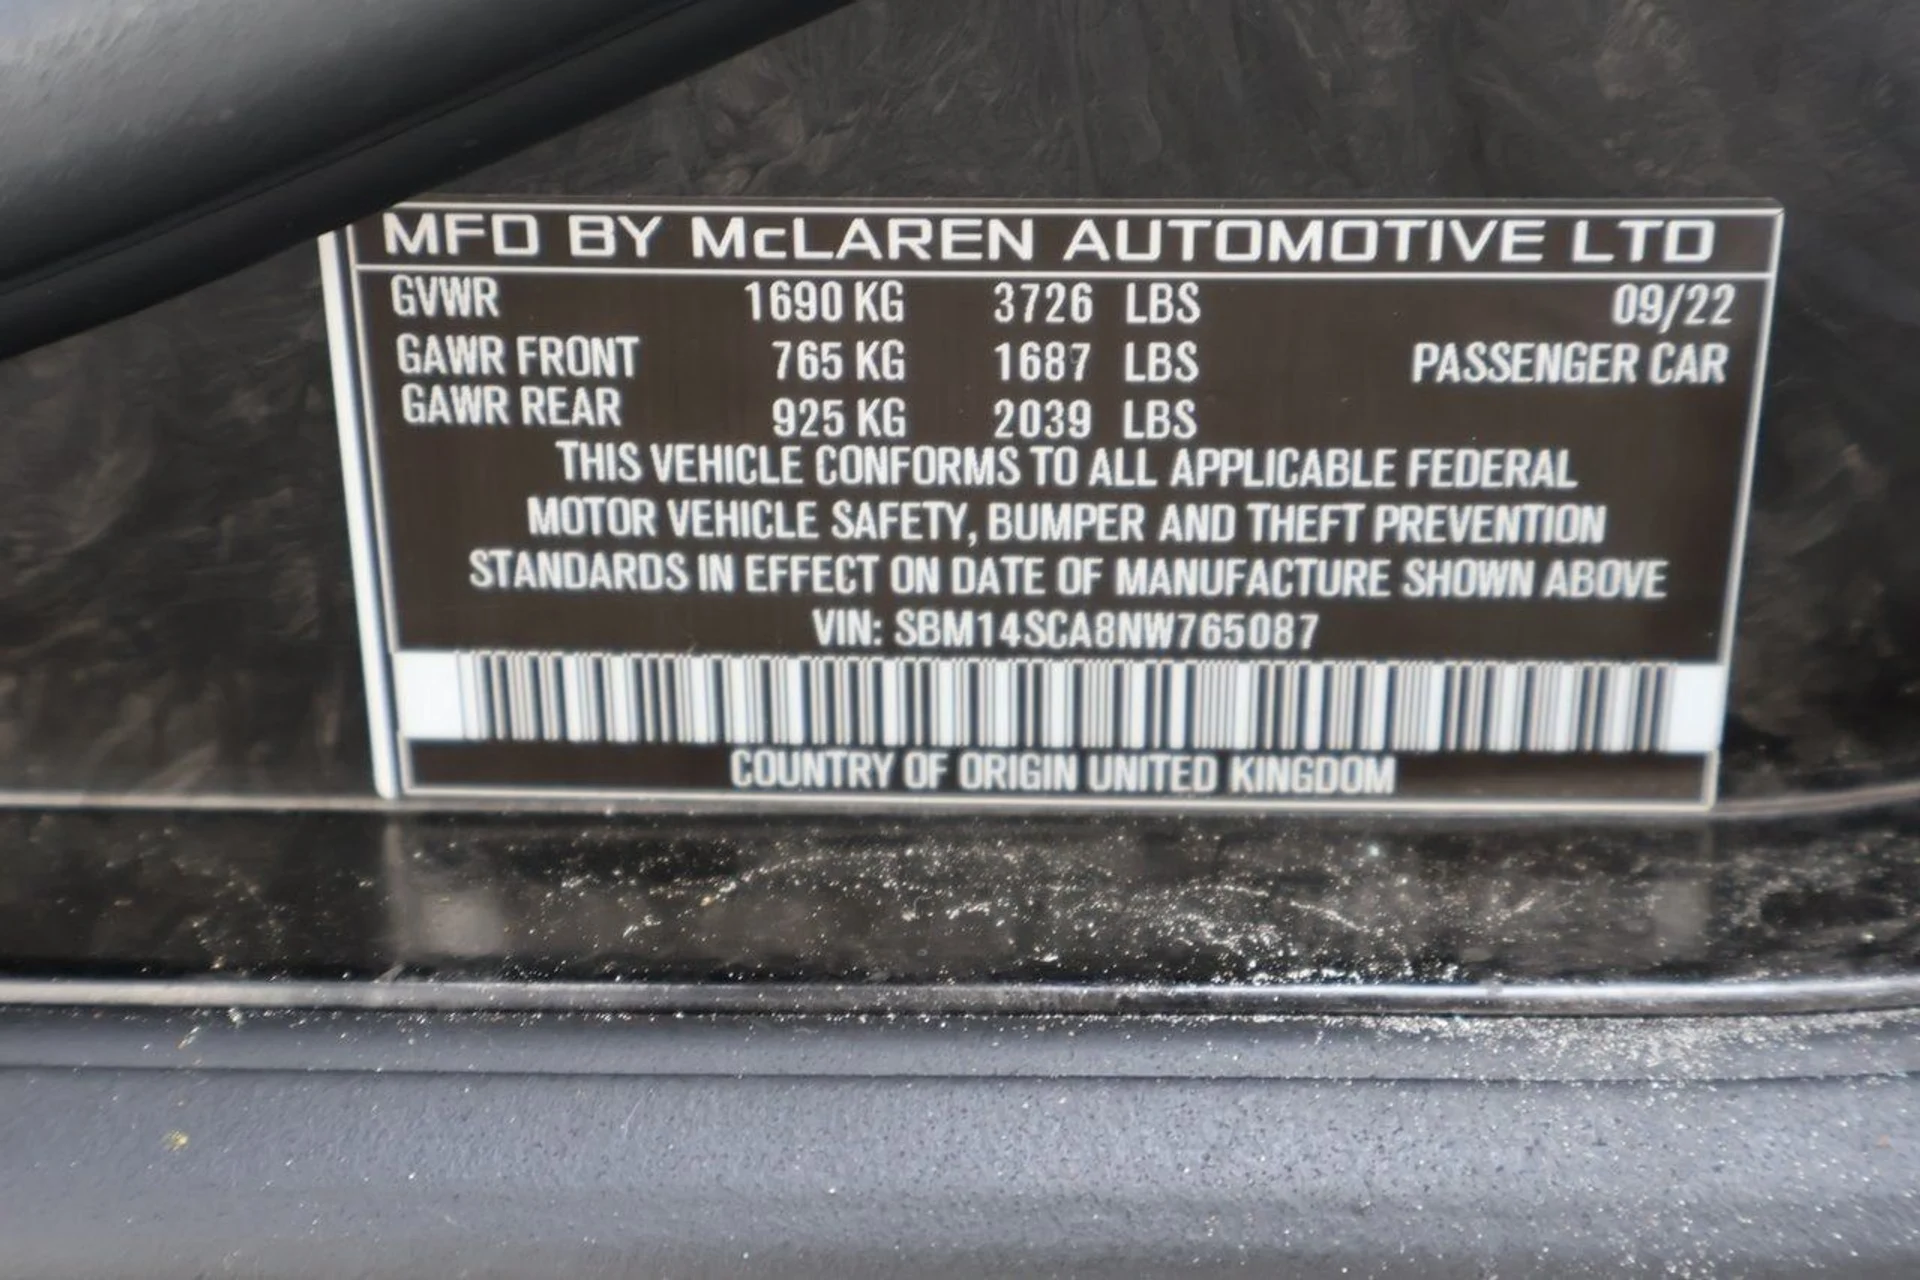 MFD BY McLAREN AUTOMOTIVE LTD
GVWR 1690 KG 3726 LBS 09/22
GAWR FRONT 765 KG 1687 LBS PASSENGER CAR
GAWR REAR 925 KG 2039 LBS
THIS VEHICLE CONFORMS TO ALL APPLICABLE FEDERAL
MOTOR VEHICLE SAFETY, BUMPER AND THEFT PREVENTION
STANDARDS IN EFFECT ON DATE OF MANUFACTURE SHOWN ABOVE
VIN: SBM14SCA8NW765087
COUNTRY OF ORIGIN UNITED KINGDOM